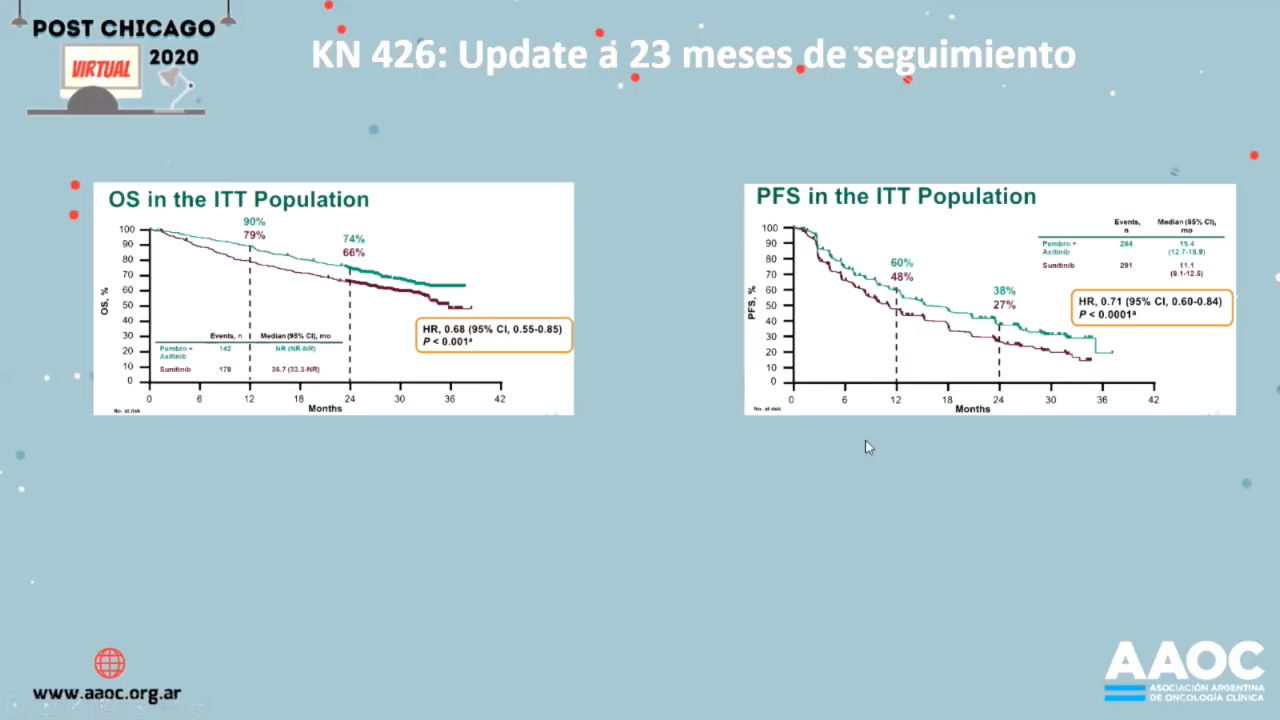 POST CHICAGO
2020
VIRTUAL
KN 426: Update a 23 meses de seguimiento
OS in the ITT Population
90%
79%
74%
66%
100
90
80
70
60
50
40
30
20
10
0
OS, %
HR, 0.68 (95% CI, 0.55-0.85)
P < 0.001ª
Events, n Median (95% CI), mo
Pembro + Axitinib 142 NR (NR-NR)
Sunitinib 178 35.7 (33.3-NR)
0 6 12 18 24 30 36 42
Months
No. at risk
PFS in the ITT Population
Events, n Median (95% CI), mo
Pembro + Axitinib 264 15.4 (12.7-18.9)
Sunitinib 281 11.1 (9.1-12.5)
60%
48%
38%
27%
100
90
80
70
60
50
40
30
20
10
0
PFS, %
HR, 0.71 (95% CI, 0.60-0.84)
P < 0.0001ª
0 6 12 18 24 30 36 42
Months
No. at risk
www.aaoc.org.ar
AAOC
ASOCIACIÓN ARGENTINA
DE ONCOLOGÍA CLÍNICA